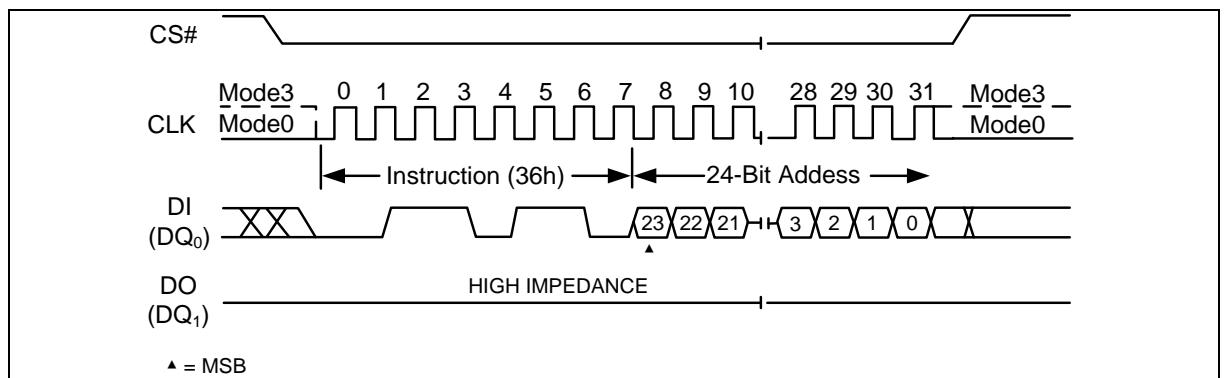 CS#
0 1 2 3 4 5 6 7 8 9 10 28 29 30 31
Mode3 Mode3
CLK Mode0 Mode0
Instruction (36h) 24-Bit Addess
DI
(DQ0) 23 22 21 3 2 1 0
DO HIGH IMPEDANCE
(DQ1)
▲ = MSB